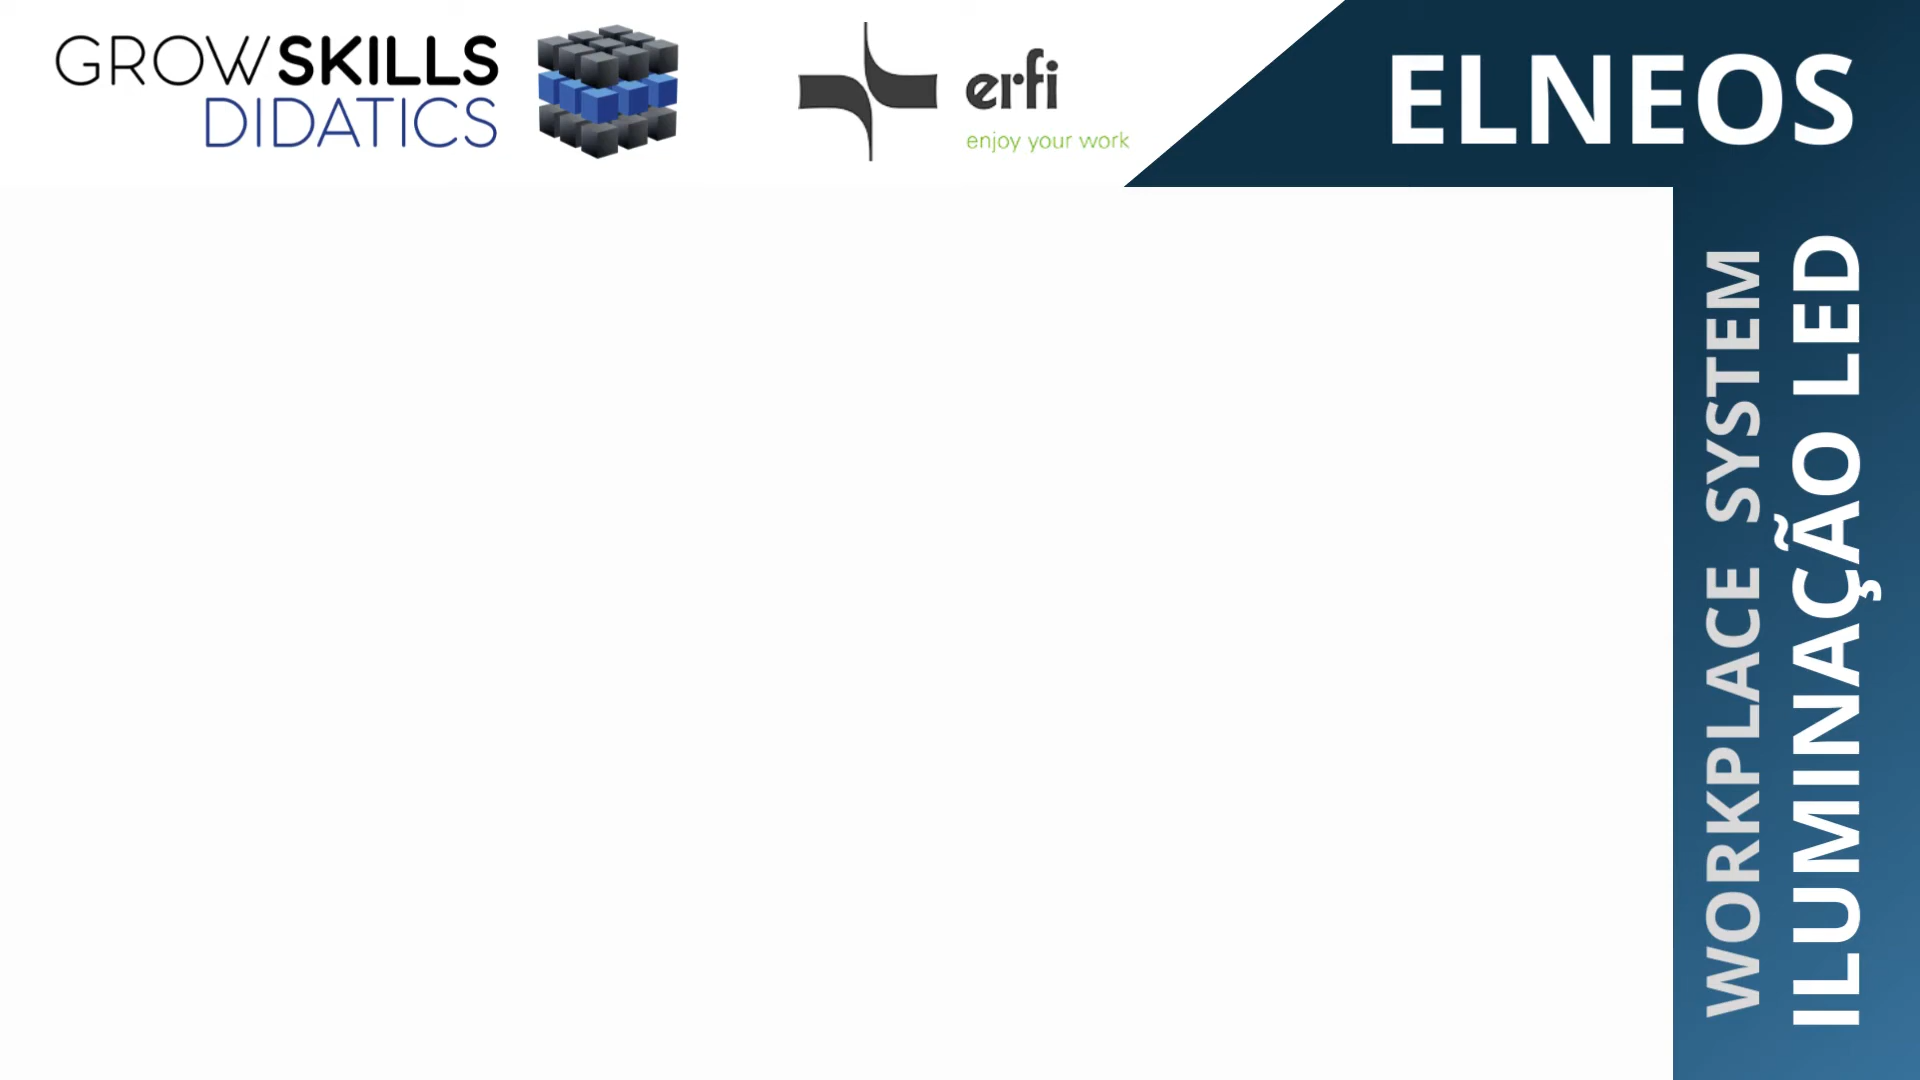 GROWSKILLS
DIDATICS
erfi
enjoy your work
ELNEOS
WORKPLACE SYSTEM
ILUMINAÇÃO LED